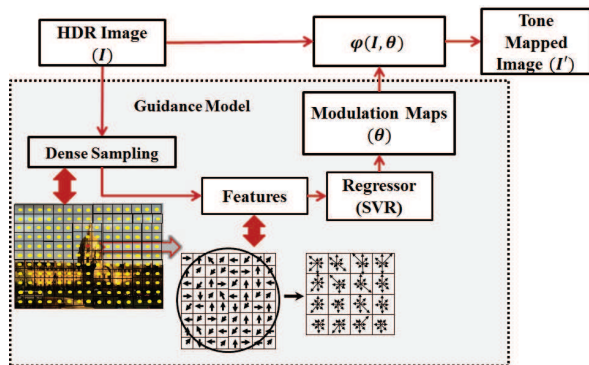 HDR Image
(I)
φ(I, θ)
Tone
Mapped
Image (I')
Guidance Model
Modulation Maps
(θ)
Dense Sampling
Features
Regressor
(SVR)